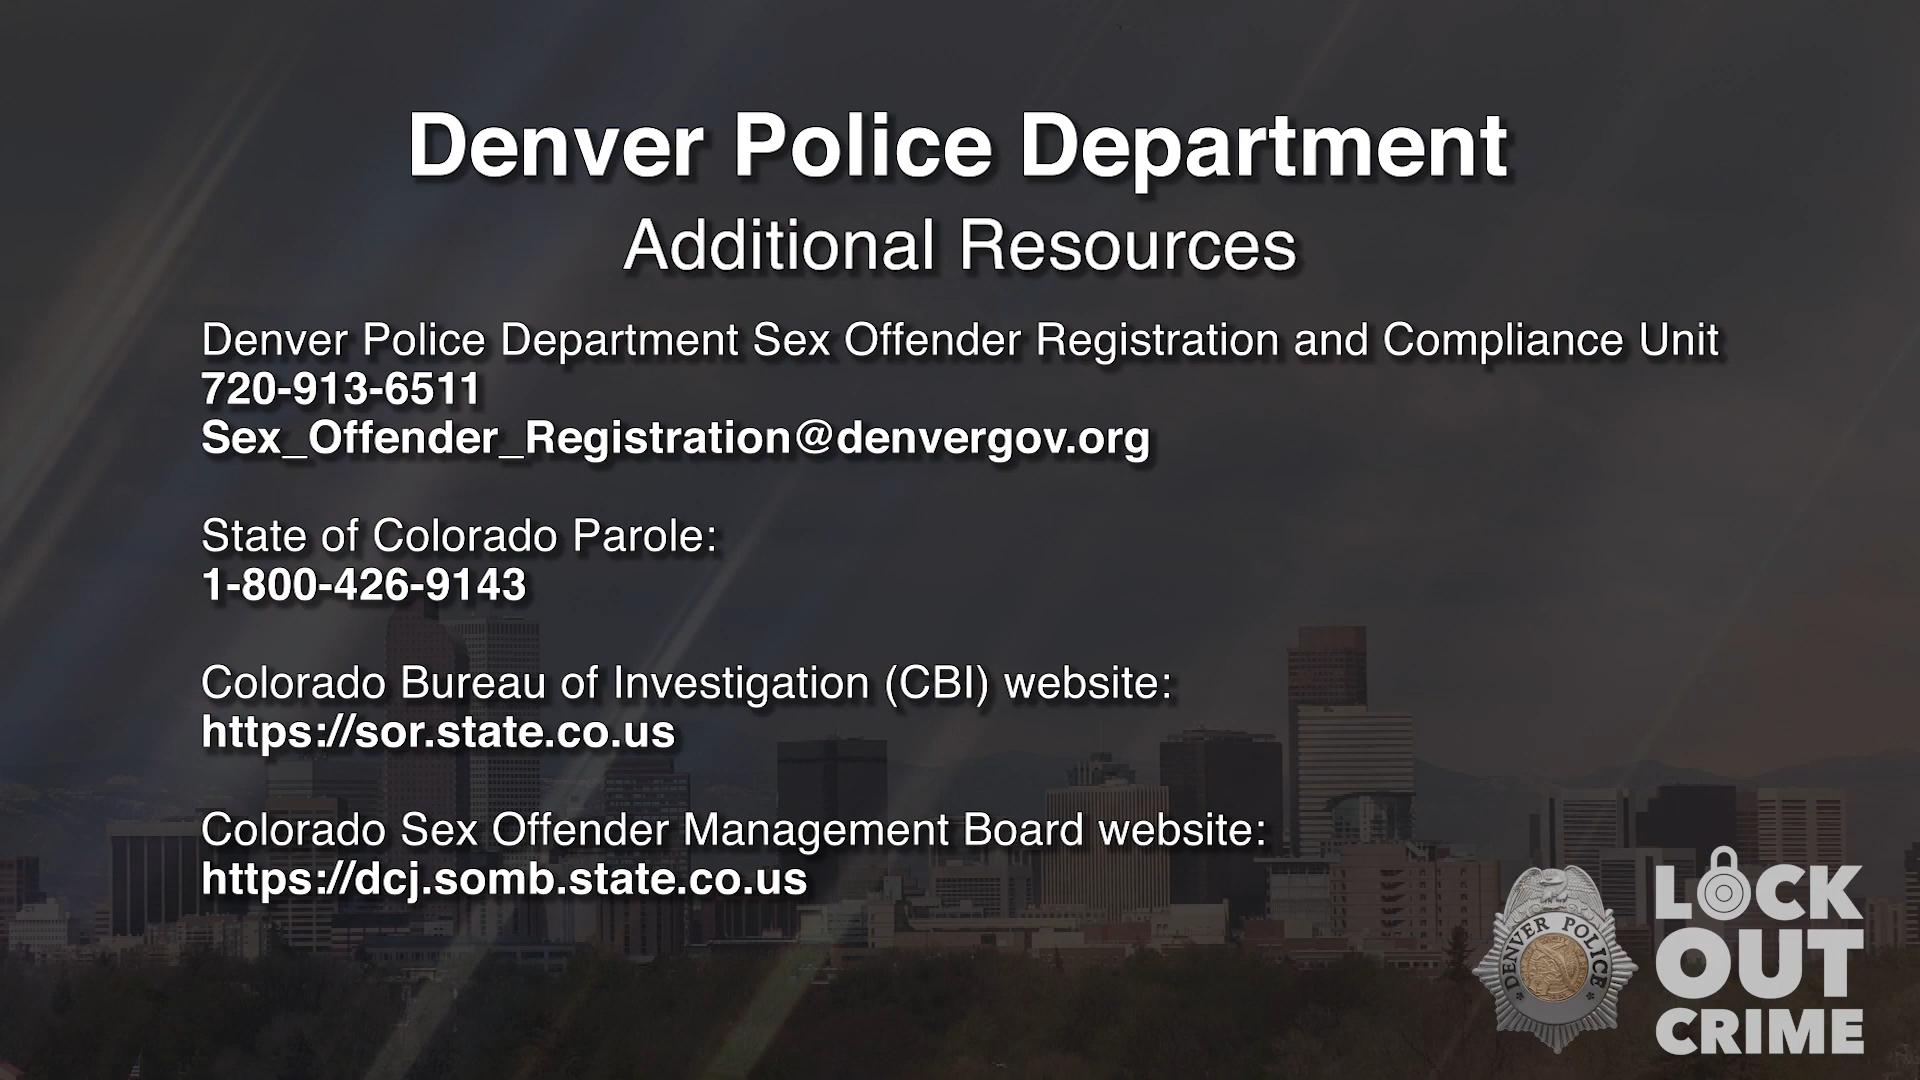 Denver Police Department
Additional Resources
Denver Police Department Sex Offender Registration and Compliance Unit
720-913-6511
Sex_Offender_Registration@denvergov.org
State of Colorado Parole:
1-800-426-9143
Colorado Bureau of Investigation (CBI) website:
https://sor.state.co.us
Colorado Sex Offender Management Board website:
https://dcj.somb.state.co.us
DENVER POLICE
LOCK
OUT
CRIME